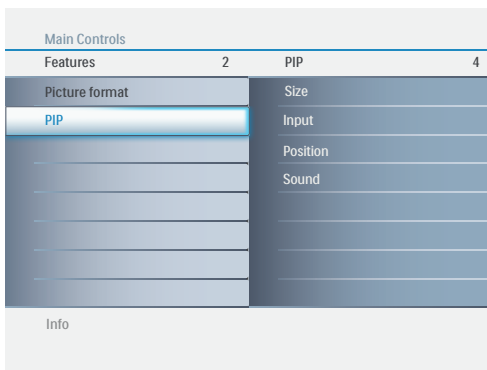 Main Controls
Features 2 PIP 4
Picture format Size
PIP Input
Position
Sound
Info